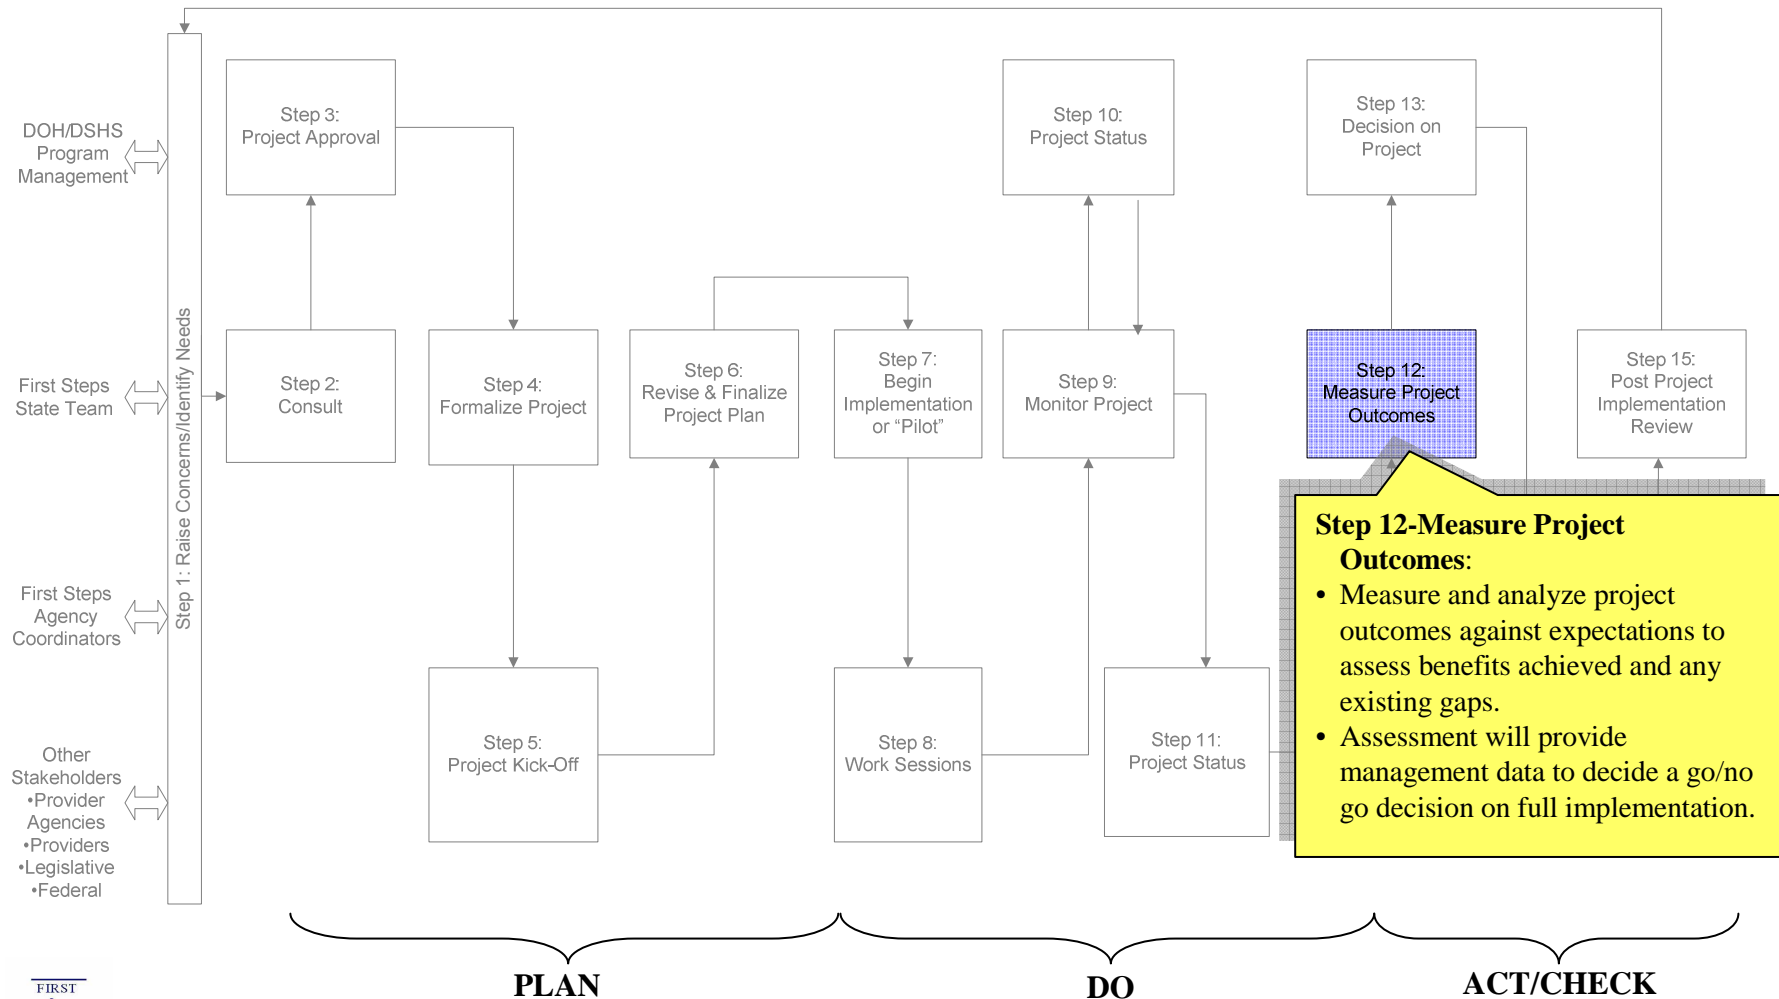 DOH/DSHS
Program
Management
First Steps
State Team
First Steps
Agency
Coordinators
Other
Stakeholders
•Provider
Agencies
•Providers
•Legislative
•Federal
Step 1: Raise Concerns/Identify Needs
Step 3:
Project Approval
Step 2:
Consult
Step 4:
Formalize Project
Step 5:
Project Kick-Off
Step 6:
Revise & Finalize
Project Plan
Step 7:
Begin
Implementation
or “Pilot”
Step 8:
Work Sessions
Step 10:
Project Status
Step 9:
Monitor Project
Step 11:
Project Status
Step 13:
Decision on
Project
Step 12:
Measure Project
Outcomes
Step 15:
Post Project
Implementation
Review
Step 12-Measure Project
Outcomes:
• Measure and analyze project
outcomes against expectations to
assess benefits achieved and any
existing gaps.
• Assessment will provide
management data to decide a go/no
go decision on full implementation.
PLAN
DO
ACT/CHECK
FIRST